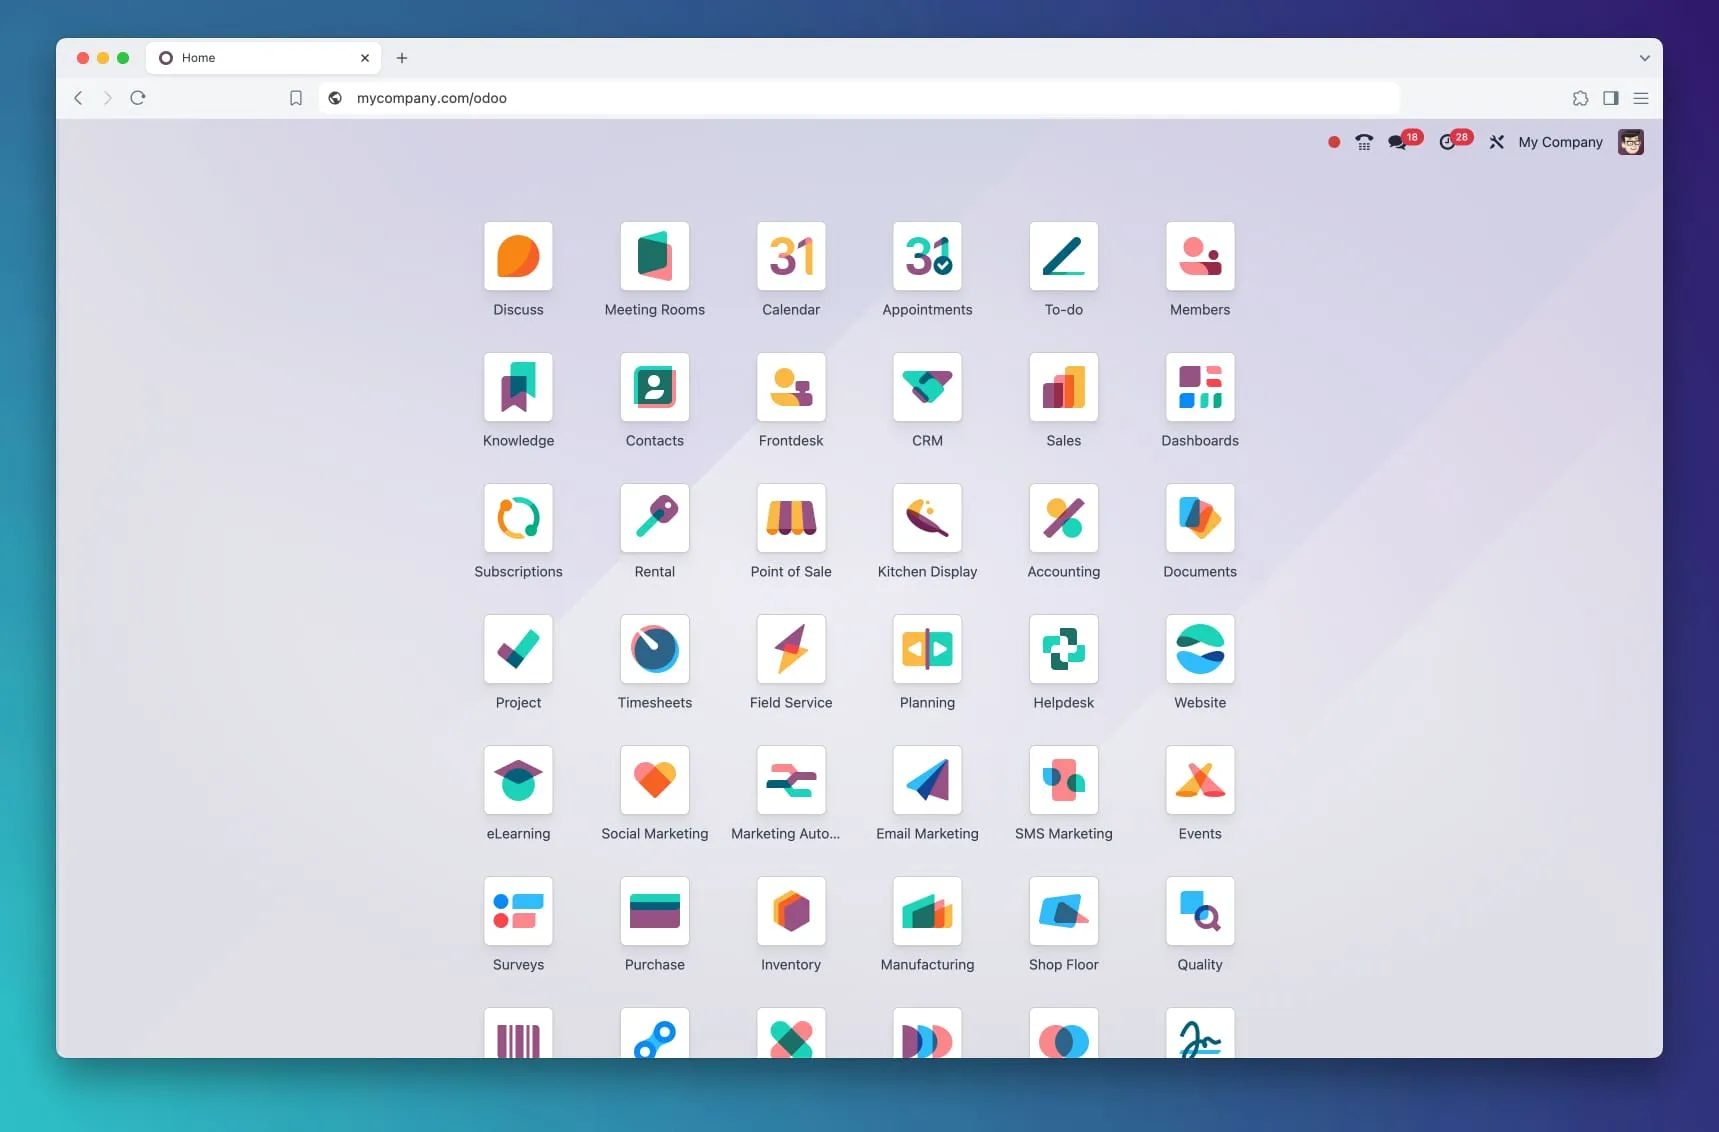 Home
mycompany.com/odoo
18 28 My Company
31 31
Discuss Meeting Rooms Calendar Appointments To-do Members
Knowledge Contacts Frontdesk CRM Sales Dashboards
Subscriptions Rental Point of Sale Kitchen Display Accounting Documents
Project Timesheets Field Service Planning Helpdesk Website
eLearning Social Marketing Marketing Auto... Email Marketing SMS Marketing Events
Surveys Purchase Inventory Manufacturing Shop Floor Quality